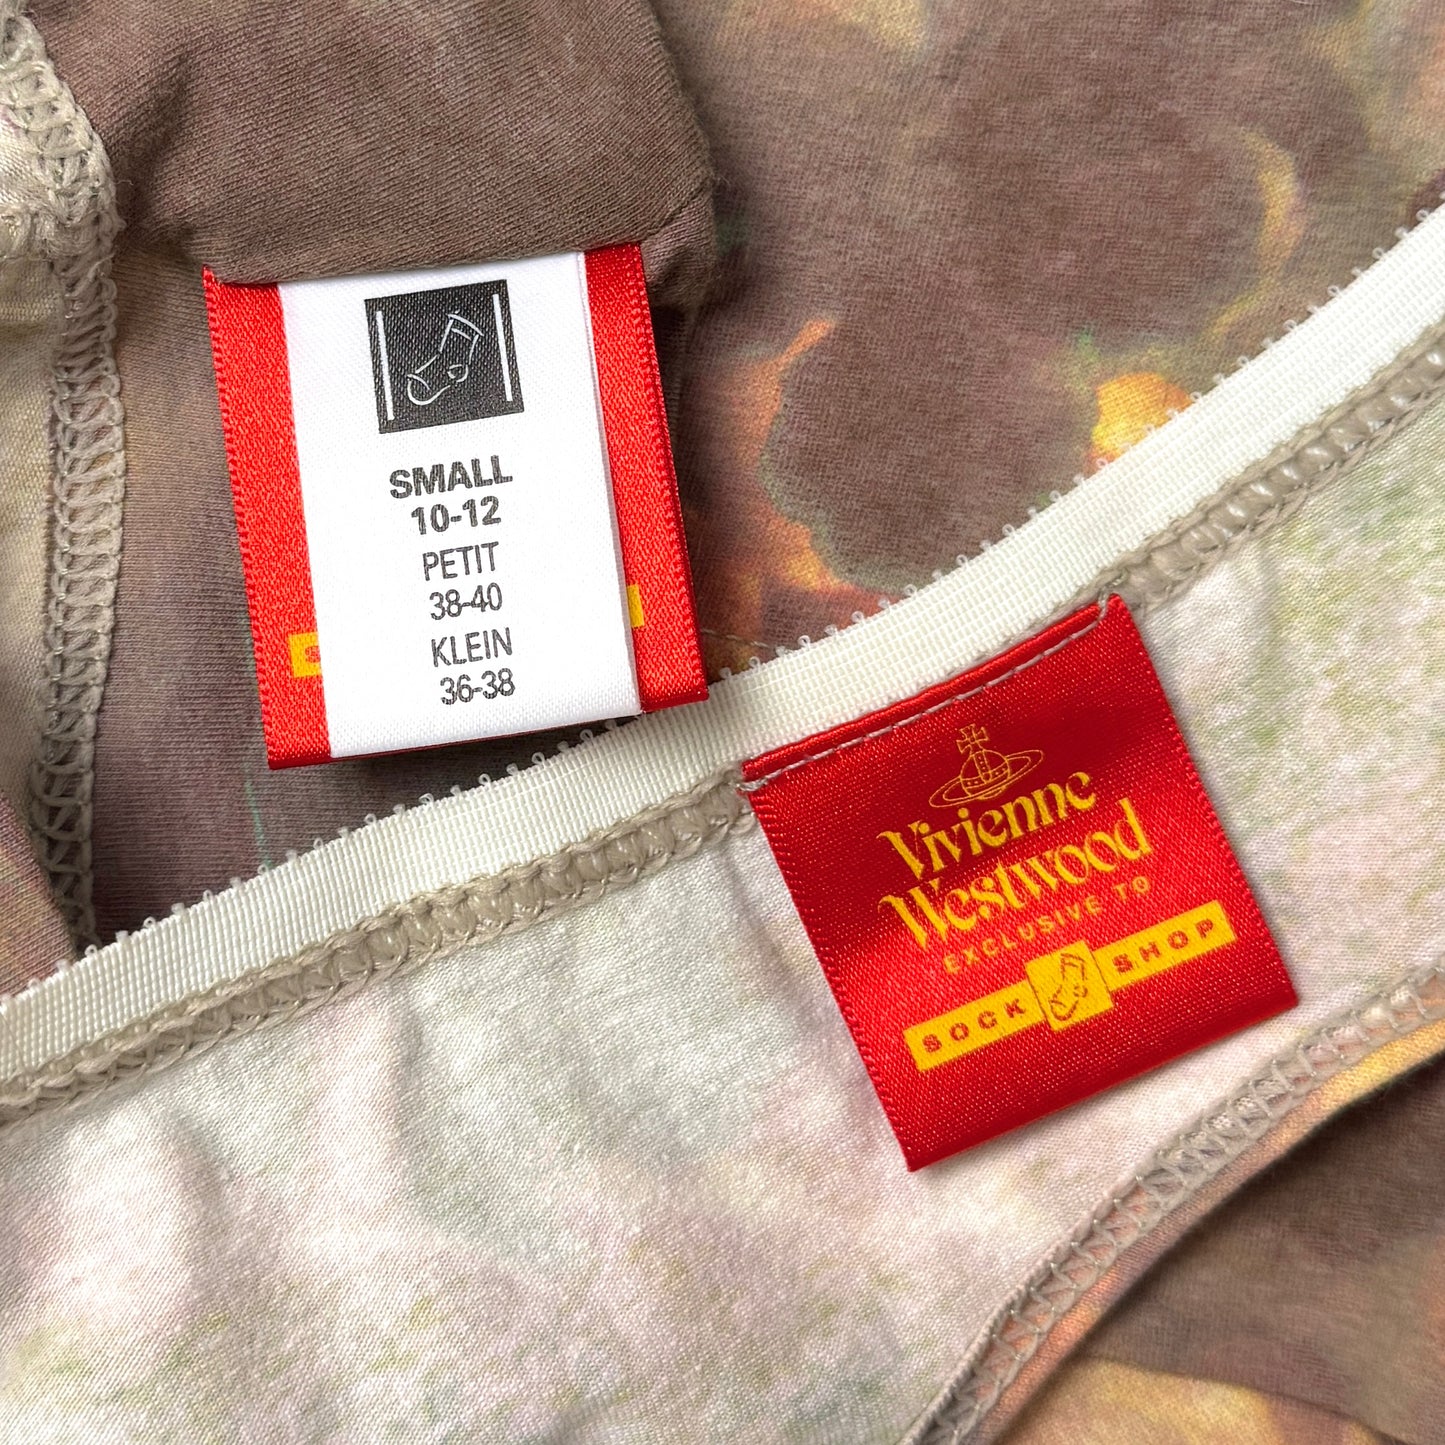 SMALL
10-12
PETIT
38-40
KLEIN
36-38
S
Vivienne
Westwood
EXCLUSIVE TO
SOCK SHOP